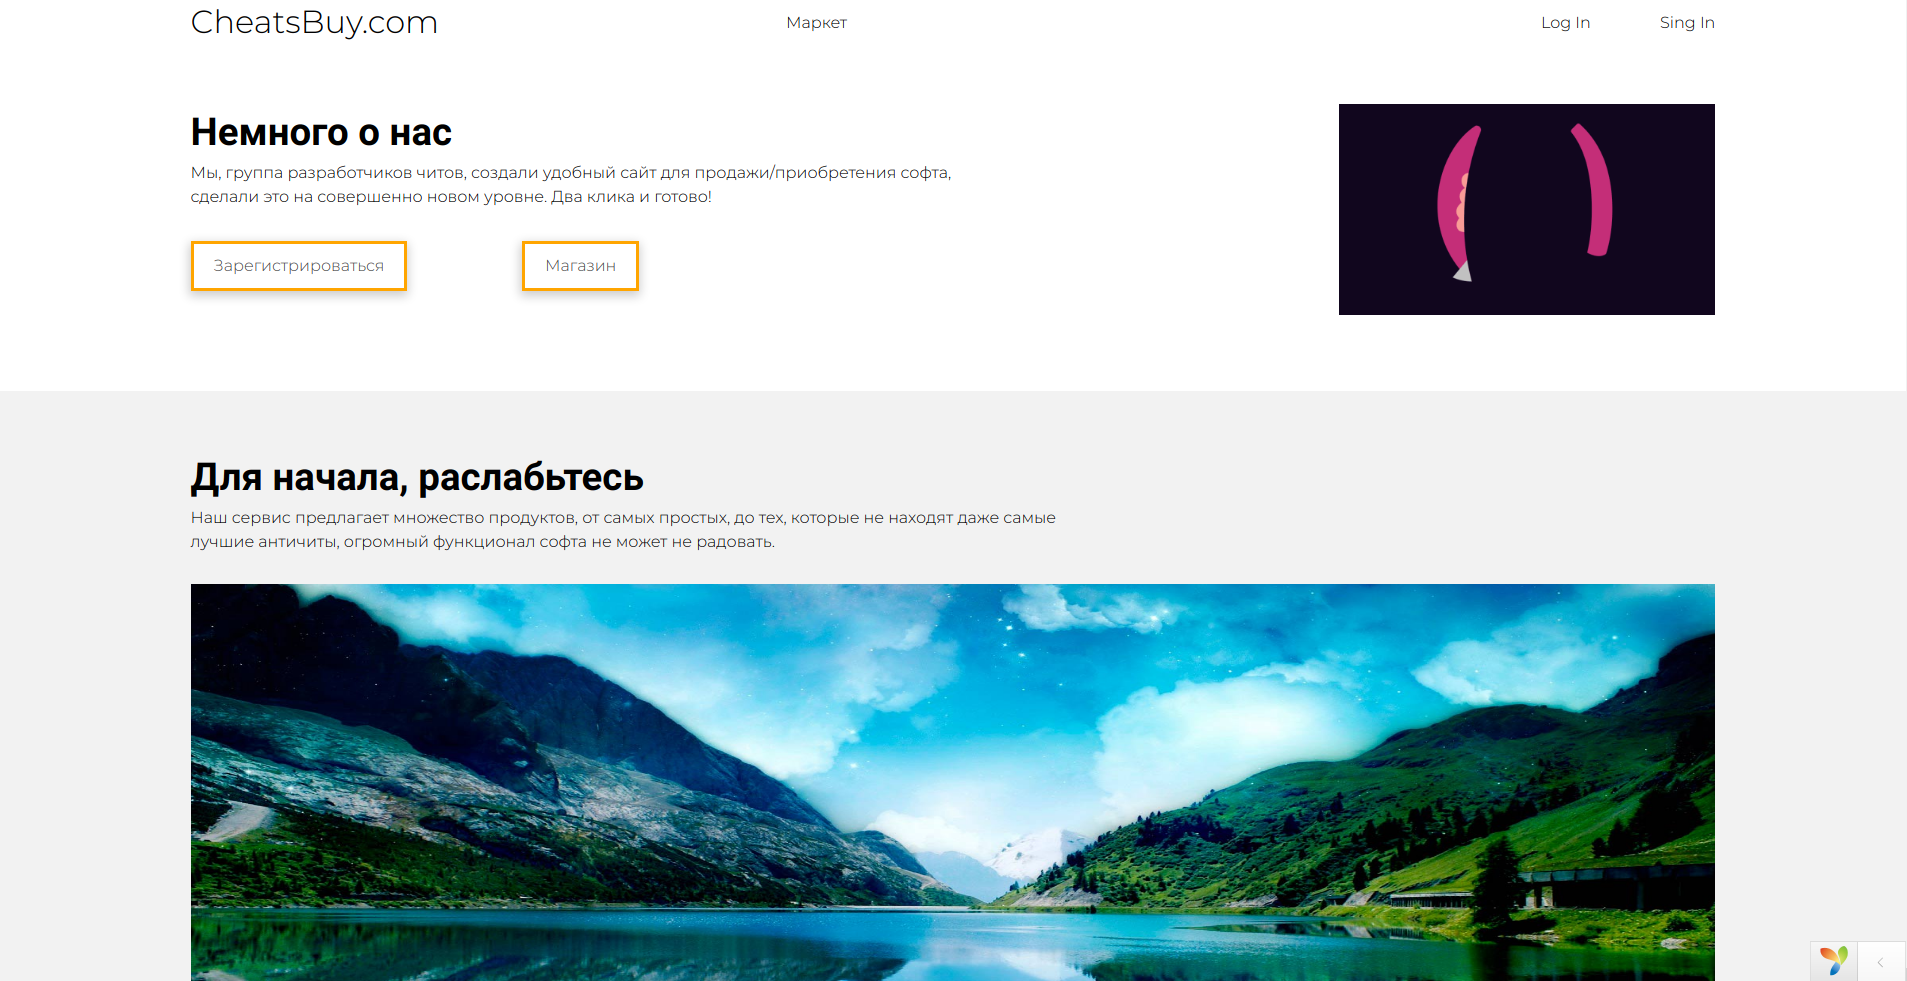 CheatsBuy.com
Маркет
Log In
Sing In
Немного о нас
Мы, группа разработчиков читов, создали удобный сайт для продажи/приобретения софта,
сделали это на совершенно новом уровне. Два клика и готово!
Зарегистрироваться
Магазин
Для начала, раслабьтесь
Наш сервис предлагает множество продуктов, от самых простых, до тех, которые не находят даже самые
лучшие античиты, огромный функционал софта не может не радовать.